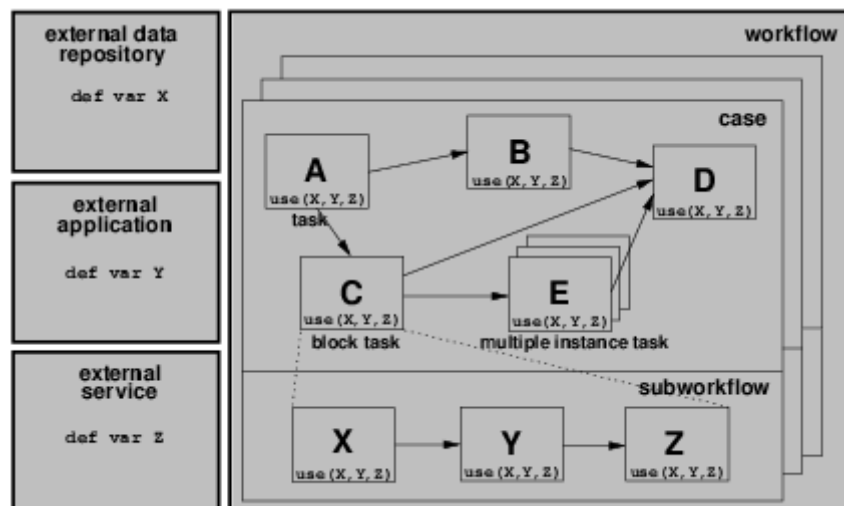 external data
repository
def var X
external
application
def var Y
external
service
def var Z
workflow
case
A
use(X,Y,Z)
task
B
use(X,Y,Z)
D
use(X,Y,Z)
C
use(X,Y,Z)
block task
E
use(X,Y,Z)
multiple instance task
subworkflow
X
use(X,Y,Z)
Y
use(X,Y,Z)
Z
use(X,Y,Z)